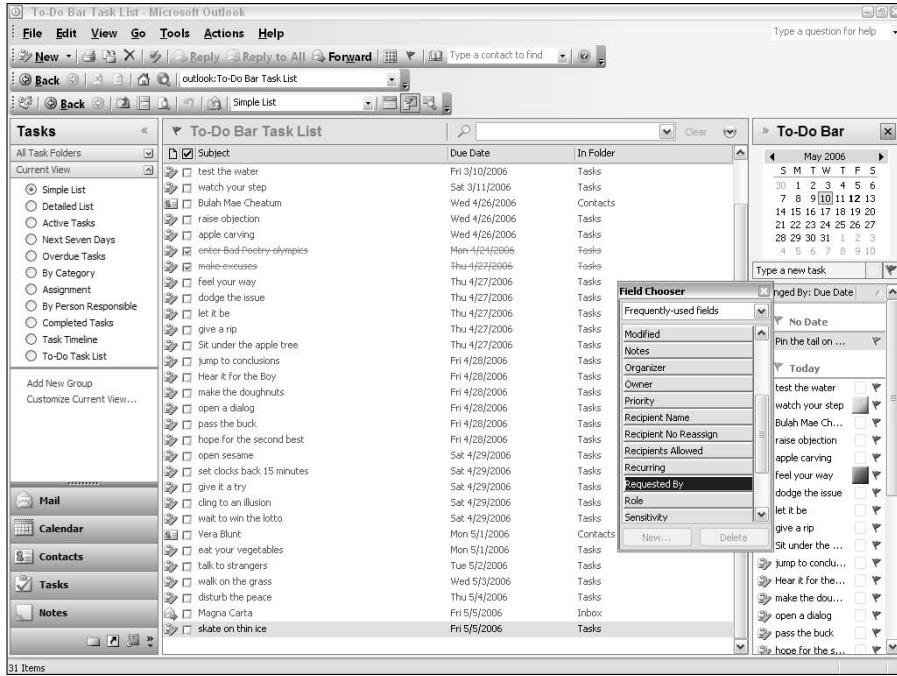 To-Do Bar Task List - Microsoft Outlook
File Edit View Go Tools Actions Help
Type a question for help
New Reply Reply to All Forward Type a contact to find
Back outlook:To-Do Bar Task List
Back Simple List
Tasks «
All Task Folders
Current View
Simple List
Detailed List
Active Tasks
Next Seven Days
Overdue Tasks
By Category
Assignment
By Person Responsible
Completed Tasks
Task Timeline
To-Do Task List
Add New Group
Customize Current View...
Mail
Calendar
Contacts
Tasks
Notes
»
To-Do Bar Task List Clear
Subject Due Date In Folder
test the water Fri 3/10/2006 Tasks
watch your step Sat 3/11/2006 Tasks
Bulah Mae Cheatum Wed 4/26/2006 Contacts
raise objection Wed 4/26/2006 Tasks
apple carving Wed 4/26/2006 Tasks
enter Bad Poetry olympics Mon 4/24/2006 Tasks
make excuses Thu 4/27/2006 Tasks
feel your way Thu 4/27/2006 Tasks
dodge the issue Thu 4/27/2006 Tasks
let it be Thu 4/27/2006 Tasks
give a rip Thu 4/27/2006 Tasks
Sit under the apple tree Thu 4/27/2006 Tasks
jump to conclusions Fri 4/28/2006 Tasks
Hear it for the Boy Fri 4/28/2006 Tasks
make the doughnuts Fri 4/28/2006 Tasks
open a dialog Fri 4/28/2006 Tasks
pass the buck Fri 4/28/2006 Tasks
hope for the second best Fri 4/28/2006 Tasks
open sesame Sat 4/29/2006 Tasks
set clocks back 15 minutes Sat 4/29/2006 Tasks
give it a try Sat 4/29/2006 Tasks
cling to an illusion Sat 4/29/2006 Tasks
wait to win the lotto Sat 4/29/2006 Tasks
Vera Blunt Mon 5/1/2006 Contacts
eat your vegetables Mon 5/1/2006 Tasks
talk to strangers Tue 5/2/2006 Tasks
walk on the grass Wed 5/3/2006 Tasks
disturb the peace Thu 5/4/2006 Tasks
Magna Carta Fri 5/5/2006 Inbox
skate on thin ice Fri 5/5/2006 Tasks
Field Chooser
Frequently-used fields
Modified
Notes
Organizer
Owner
Priority
Recipient Name
Recipient No Reassign
Recipients Allowed
Recurring
Requested By
Role
Sensitivity
New... Delete
» To-Do Bar
May 2006
S M T W T F S
30 1 2 3 4 5 6
7 8 9 10 11 12 13
14 15 16 17 18 19 20
21 22 23 24 25 26 27
28 29 30 31 1 2 3
4 5 6 7 8 9 10
Type a new task
nged By: Due Date
No Date
Pin the tail on ...
Today
test the water
watch your step
Bulah Mae Ch...
raise objection
apple carving
feel your way
dodge the issue
let it be
give a rip
Sit under the ...
jump to conclu...
Hear it for the...
make the dou...
open a dialog
pass the buck
hope for the s...
31 Items